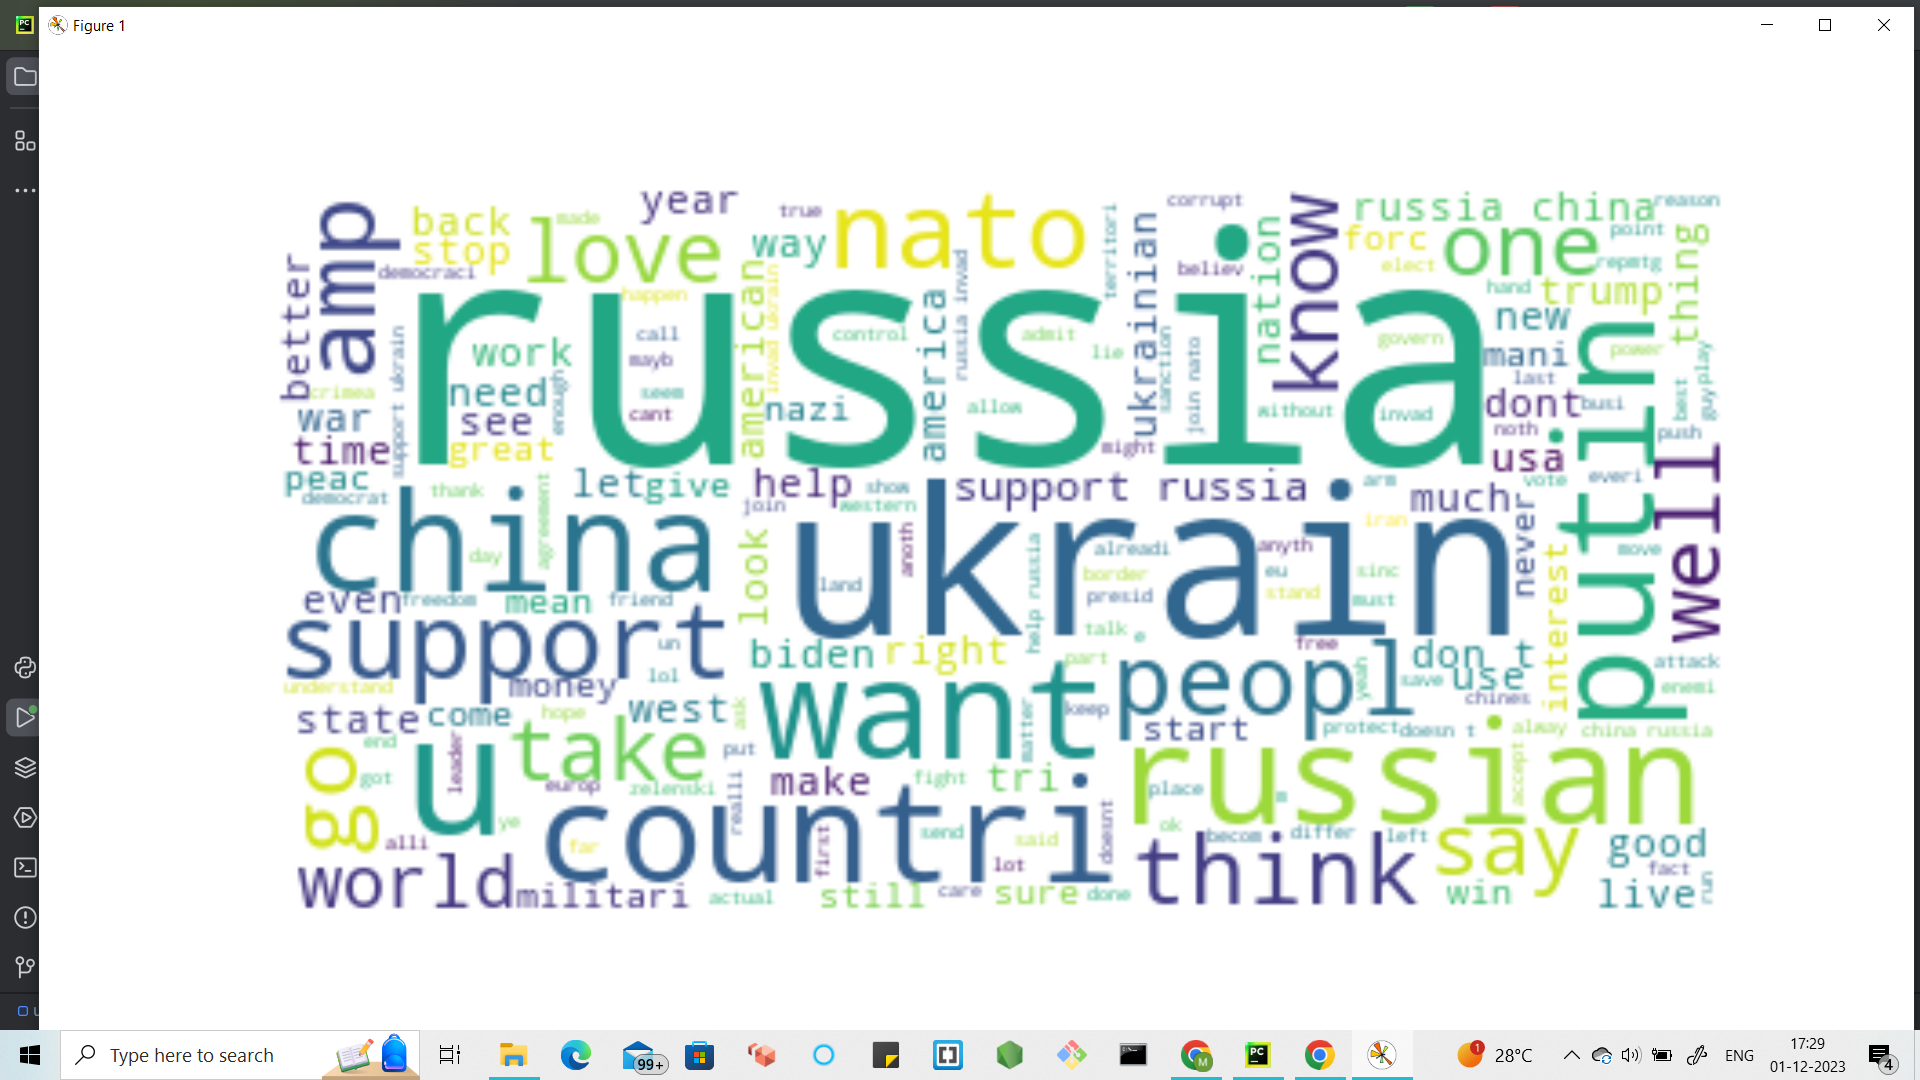 Figure 1
year
true
corrupt
russia china
reason
amp
back
made
love
way
nato
territori
ukrainian
nation
know
forc
one
point
thing
stop
democraci
better
american
invad ukrain
russia invad
believ
elect
repmtg
happen
russia
hand
trump
call
control
america
admit
new
putin
crimea
support ukrain
work
mayb
lie
sanction
join nato
govern
mani
power
need
enough
seem
last
best
guy
play
war
see
cant
nazi
allow
without
invad
dont
busi
time
great
might
noth
usa
push
well
peac
let
give
help
show
support russia
arm
much
vote
everi
democrat
thank
agreement
join
western
never
china
ukrain
iran
day
look
anoth
help russia
alreadi
anyth
move
land
border
eu
sinc
interest
even
freedom
mean
friend
presid
stand
must
support
un
talk
e
free
biden
right
part
peopl
don t
attack
understand
money
lol
want
yeah
save
use
enemi
state
come
hope
west
ask
matter
keep
start
chines
protect
doesn t
alway
china russia
end
leader
take
put
russian
accept
go
got
u
europ
zelenski
realli
make
fight
tri
place
m
alli
ye
countri
far
first
send
said
doesnt
ok
becom
differ
left
say
good
world
militari
actual
still
care
lot
sure
done
think
win
fact
live
run
Type here to search
99+
M
PC
1
28°C
ENG
17:29
01-12-2023
4